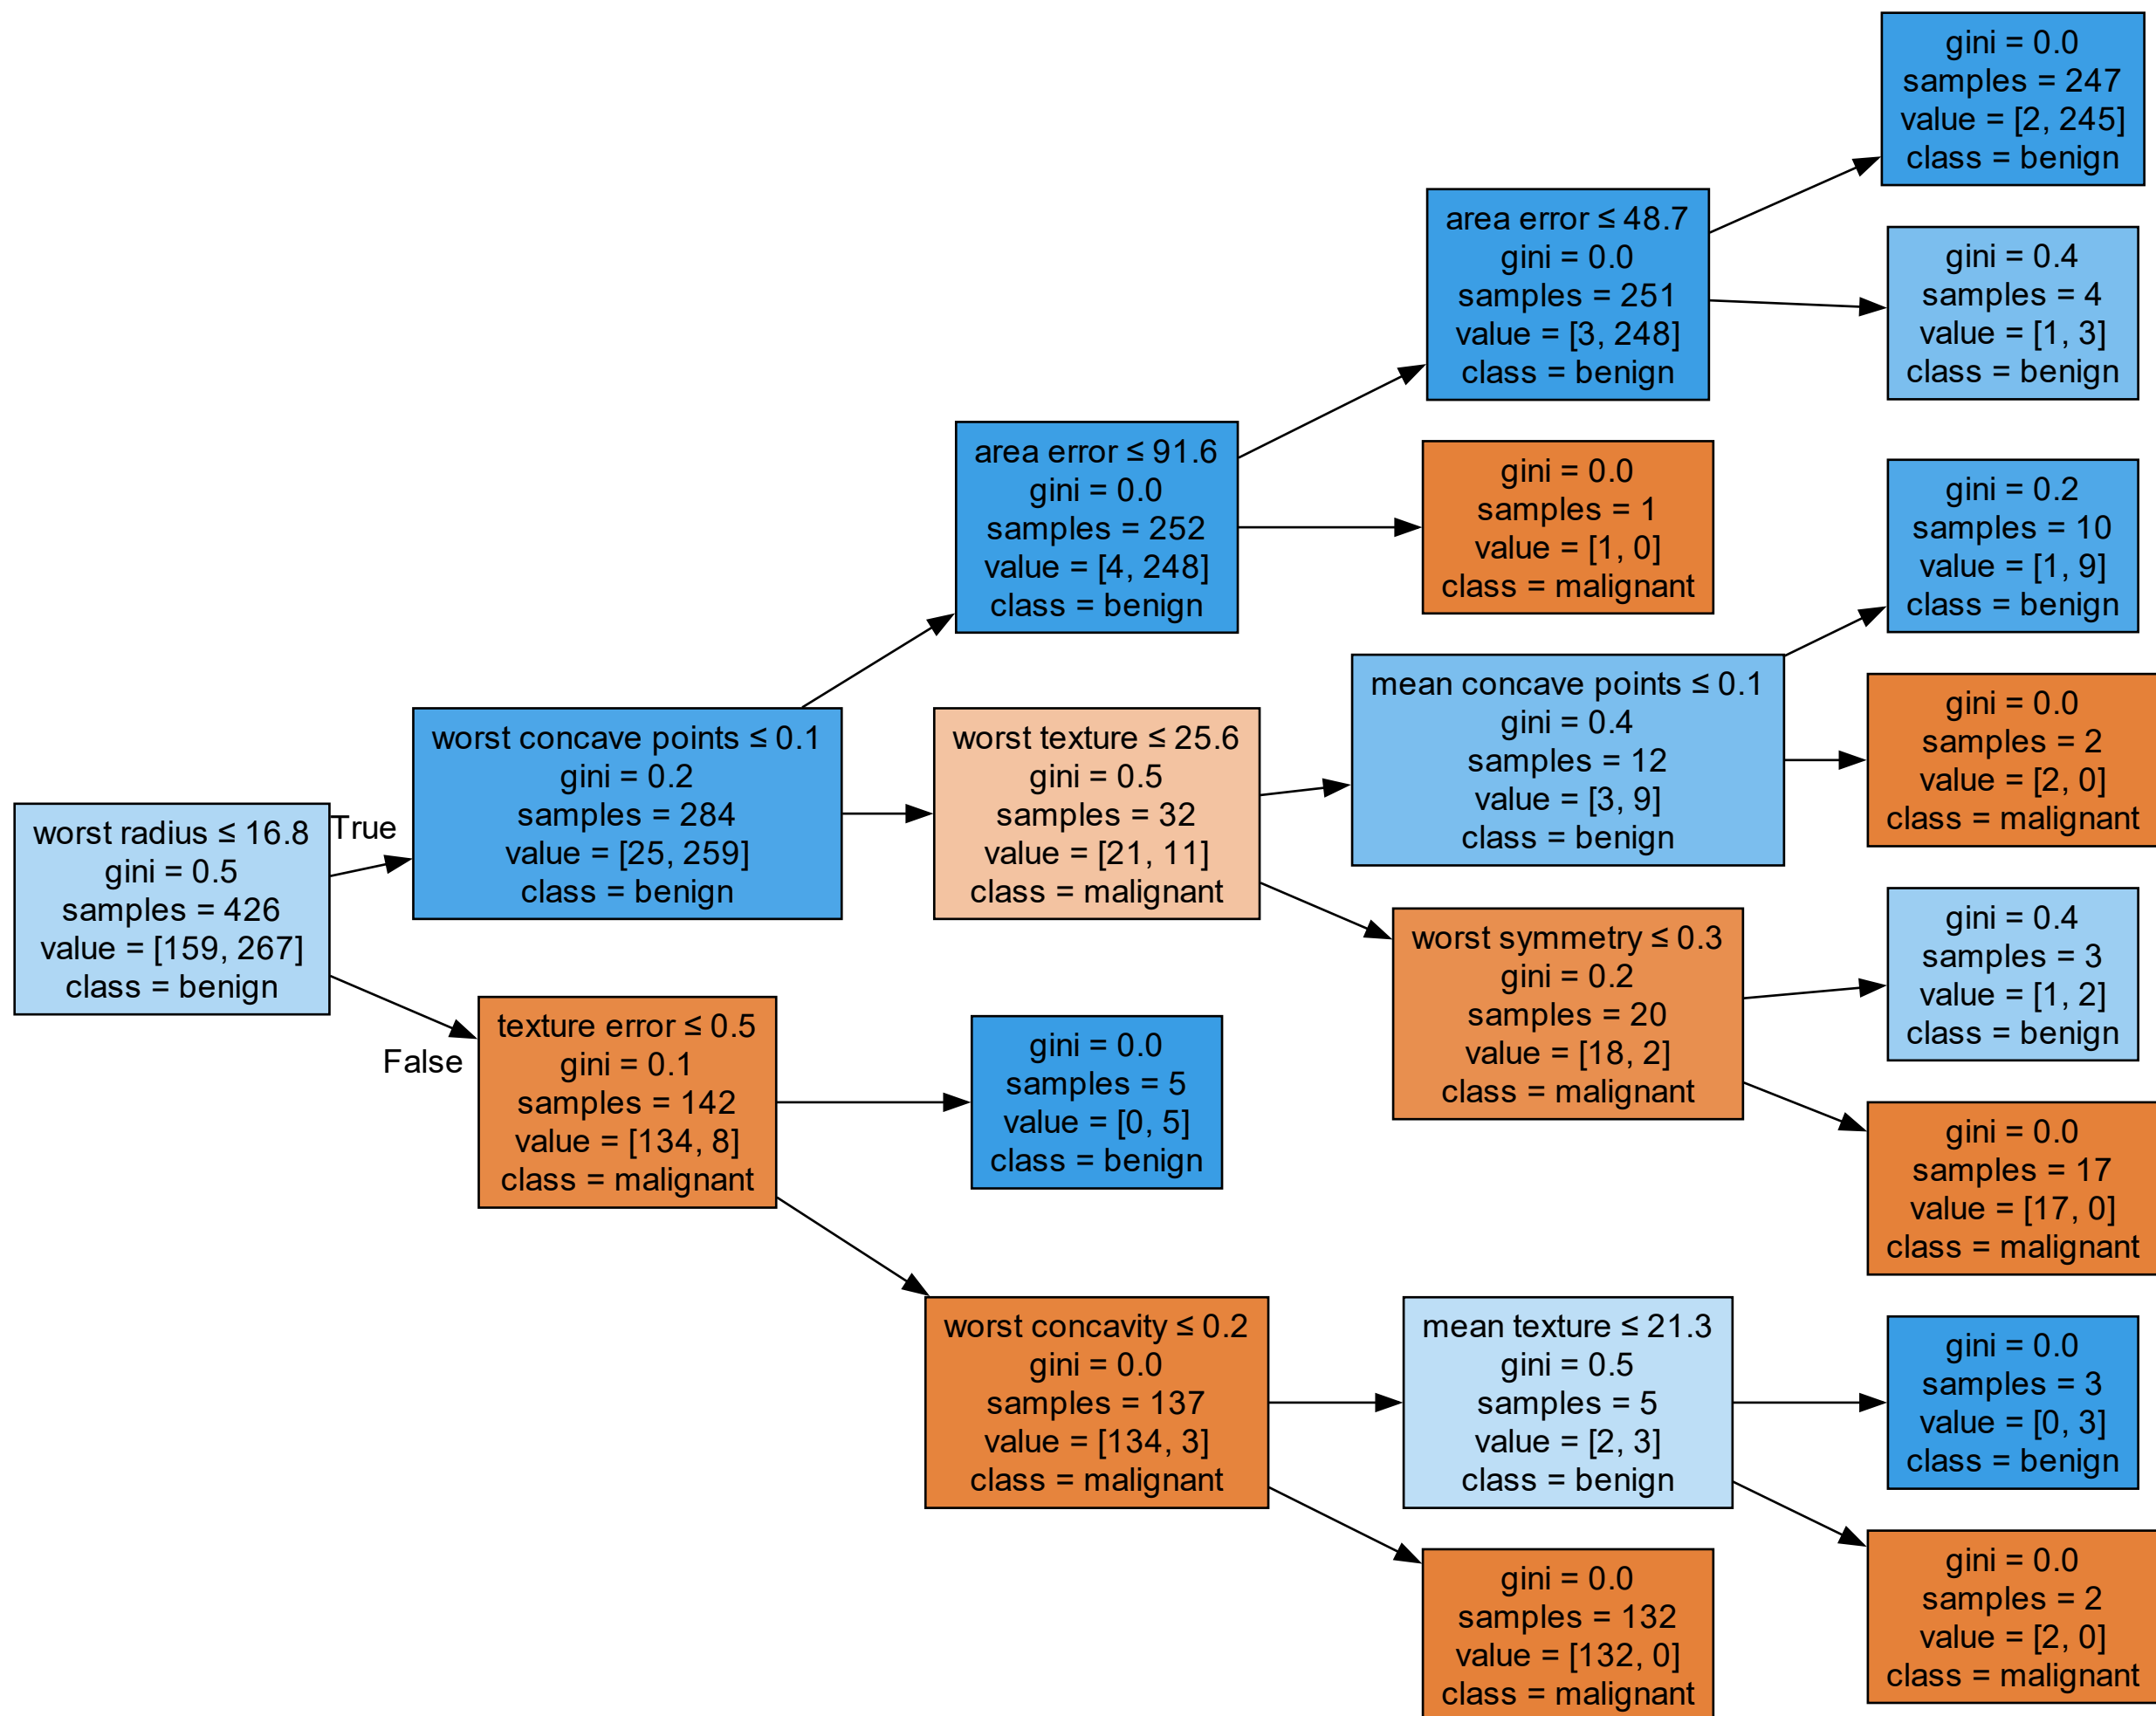 worst radius ≤ 16.8
gini = 0.5
samples = 426
value = [159, 267]
class = benign
True
False
worst concave points ≤ 0.1
gini = 0.2
samples = 284
value = [25, 259]
class = benign
texture error ≤ 0.5
gini = 0.1
samples = 142
value = [134, 8]
class = malignant
area error ≤ 91.6
gini = 0.0
samples = 252
value = [4, 248]
class = benign
worst texture ≤ 25.6
gini = 0.5
samples = 32
value = [21, 11]
class = malignant
gini = 0.0
samples = 5
value = [0, 5]
class = benign
worst concavity ≤ 0.2
gini = 0.0
samples = 137
value = [134, 3]
class = malignant
area error ≤ 48.7
gini = 0.0
samples = 251
value = [3, 248]
class = benign
gini = 0.0
samples = 1
value = [1, 0]
class = malignant
mean concave points ≤ 0.1
gini = 0.4
samples = 12
value = [3, 9]
class = benign
worst symmetry ≤ 0.3
gini = 0.2
samples = 20
value = [18, 2]
class = malignant
mean texture ≤ 21.3
gini = 0.5
samples = 5
value = [2, 3]
class = benign
gini = 0.0
samples = 132
value = [132, 0]
class = malignant
gini = 0.0
samples = 247
value = [2, 245]
class = benign
gini = 0.4
samples = 4
value = [1, 3]
class = benign
gini = 0.2
samples = 10
value = [1, 9]
class = benign
gini = 0.0
samples = 2
value = [2, 0]
class = malignant
gini = 0.4
samples = 3
value = [1, 2]
class = benign
gini = 0.0
samples = 17
value = [17, 0]
class = malignant
gini = 0.0
samples = 3
value = [0, 3]
class = benign
gini = 0.0
samples = 2
value = [2, 0]
class = malignant